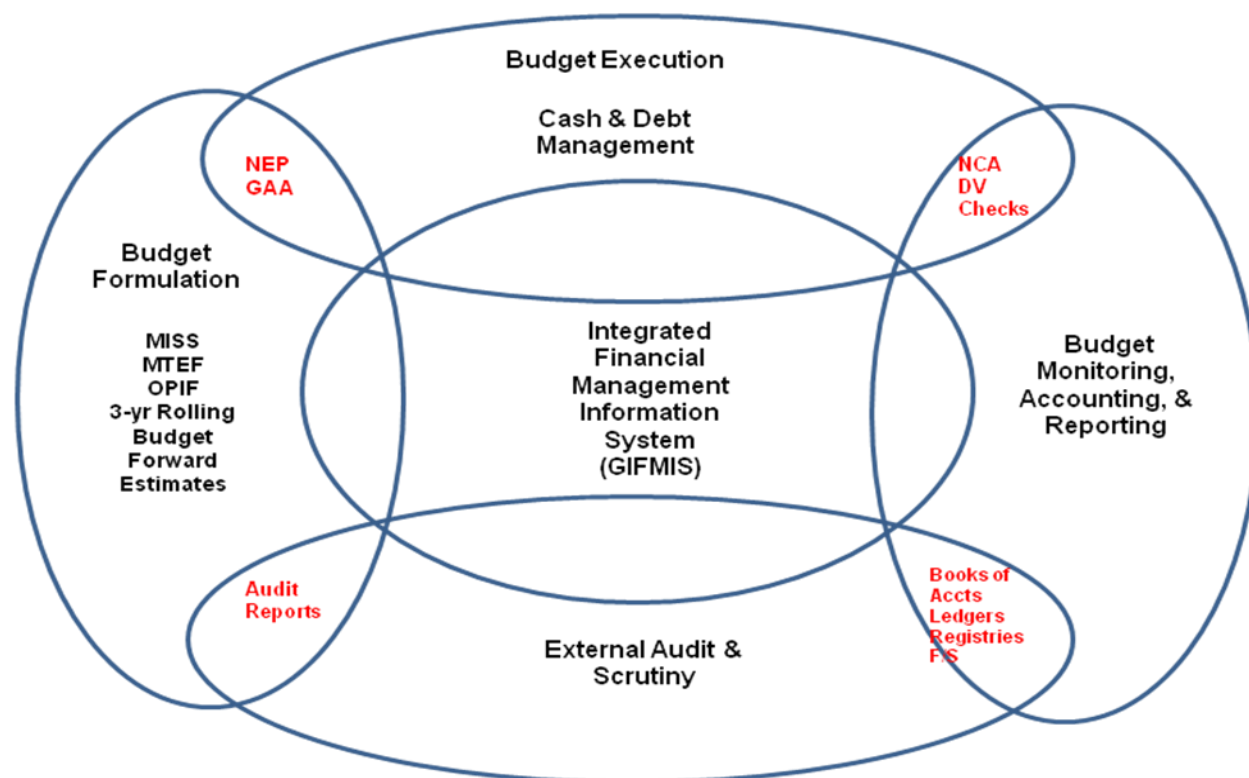 Budget Execution
Cash & Debt
Management
NEP
GAA
NCA
DV
Checks
Budget
Formulation
MISS
MTEF
OPIF
3-yr Rolling
Budget
Forward
Estimates
Integrated
Financial
Management
Information
System
(GIFMIS)
Budget
Monitoring,
Accounting, &
Reporting
Audit
Reports
Books of
Accts
Ledgers
Registries
F/S
External Audit &
Scrutiny